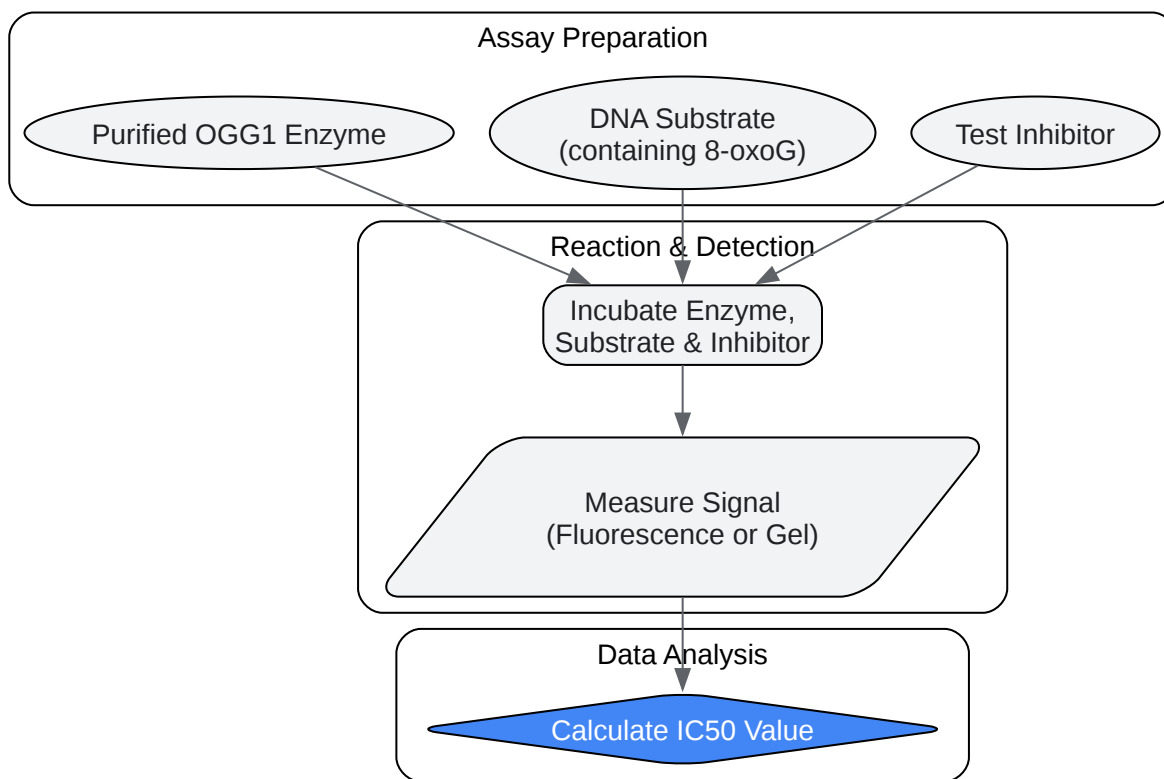 Assay Preparation
Purified OGG1 Enzyme
DNA Substrate
(containing 8-oxoG)
Test Inhibitor
Reaction & Detection
Incubate Enzyme,
Substrate & Inhibitor
Measure Signal
(Fluorescence or Gel)
Data Analysis
Calculate IC50 Value